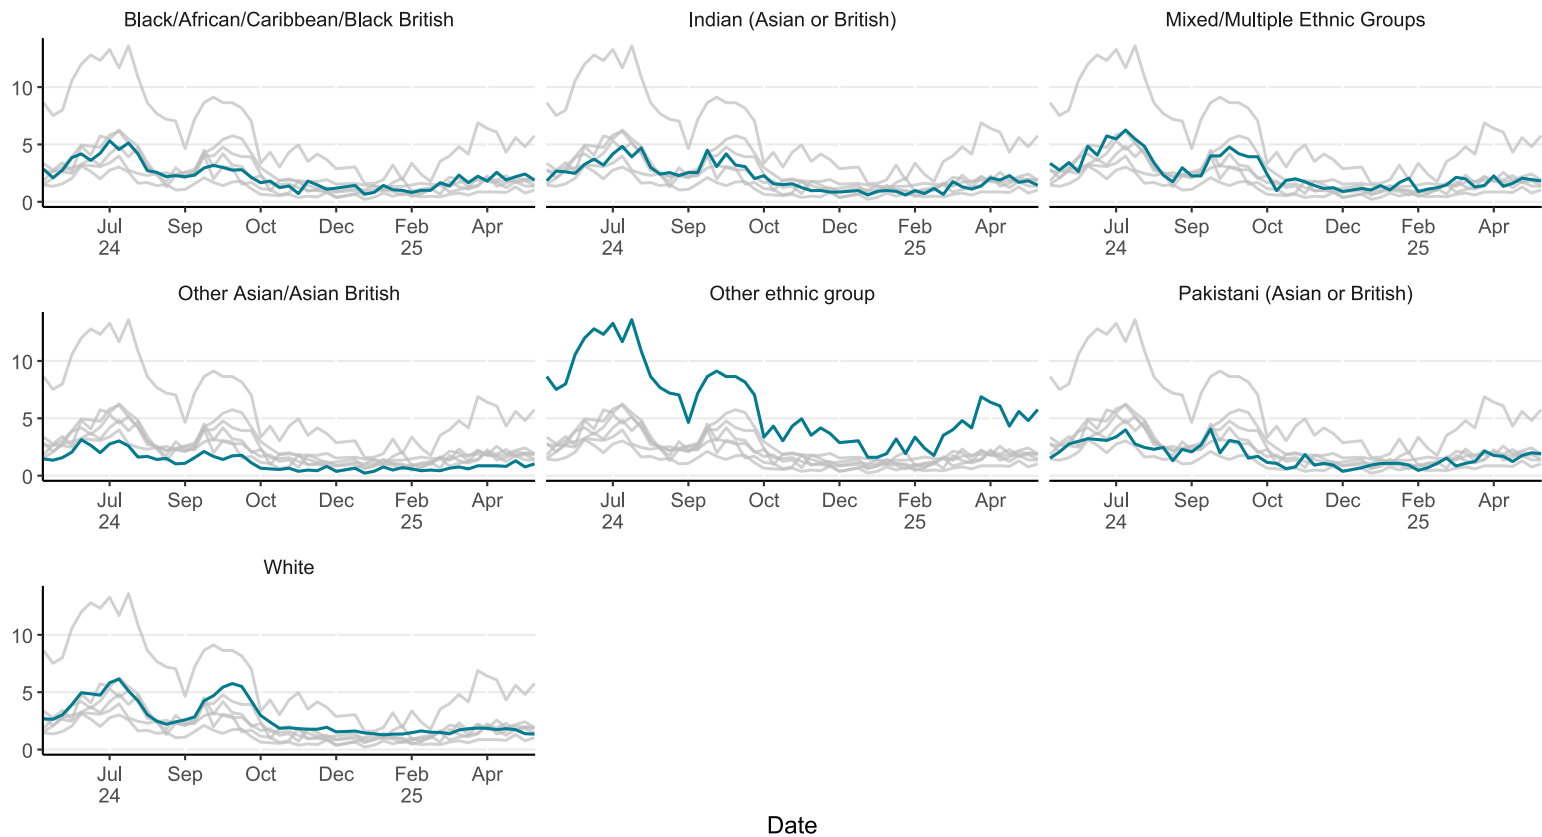 Black/African/Caribbean/Black British
Indian (Asian or British)
Mixed/Multiple Ethnic Groups
10
5
0
Jul
24
Sep
Oct
Dec
Feb
25
Apr
Jul
24
Sep
Oct
Dec
Feb
25
Apr
Jul
24
Sep
Oct
Dec
Feb
25
Apr
Other Asian/Asian British
Other ethnic group
Pakistani (Asian or British)
10
5
0
Jul
24
Sep
Oct
Dec
Feb
25
Apr
Jul
24
Sep
Oct
Dec
Feb
25
Apr
Jul
24
Sep
Oct
Dec
Feb
25
Apr
White
10
5
0
Jul
24
Sep
Oct
Dec
Feb
25
Apr
Date